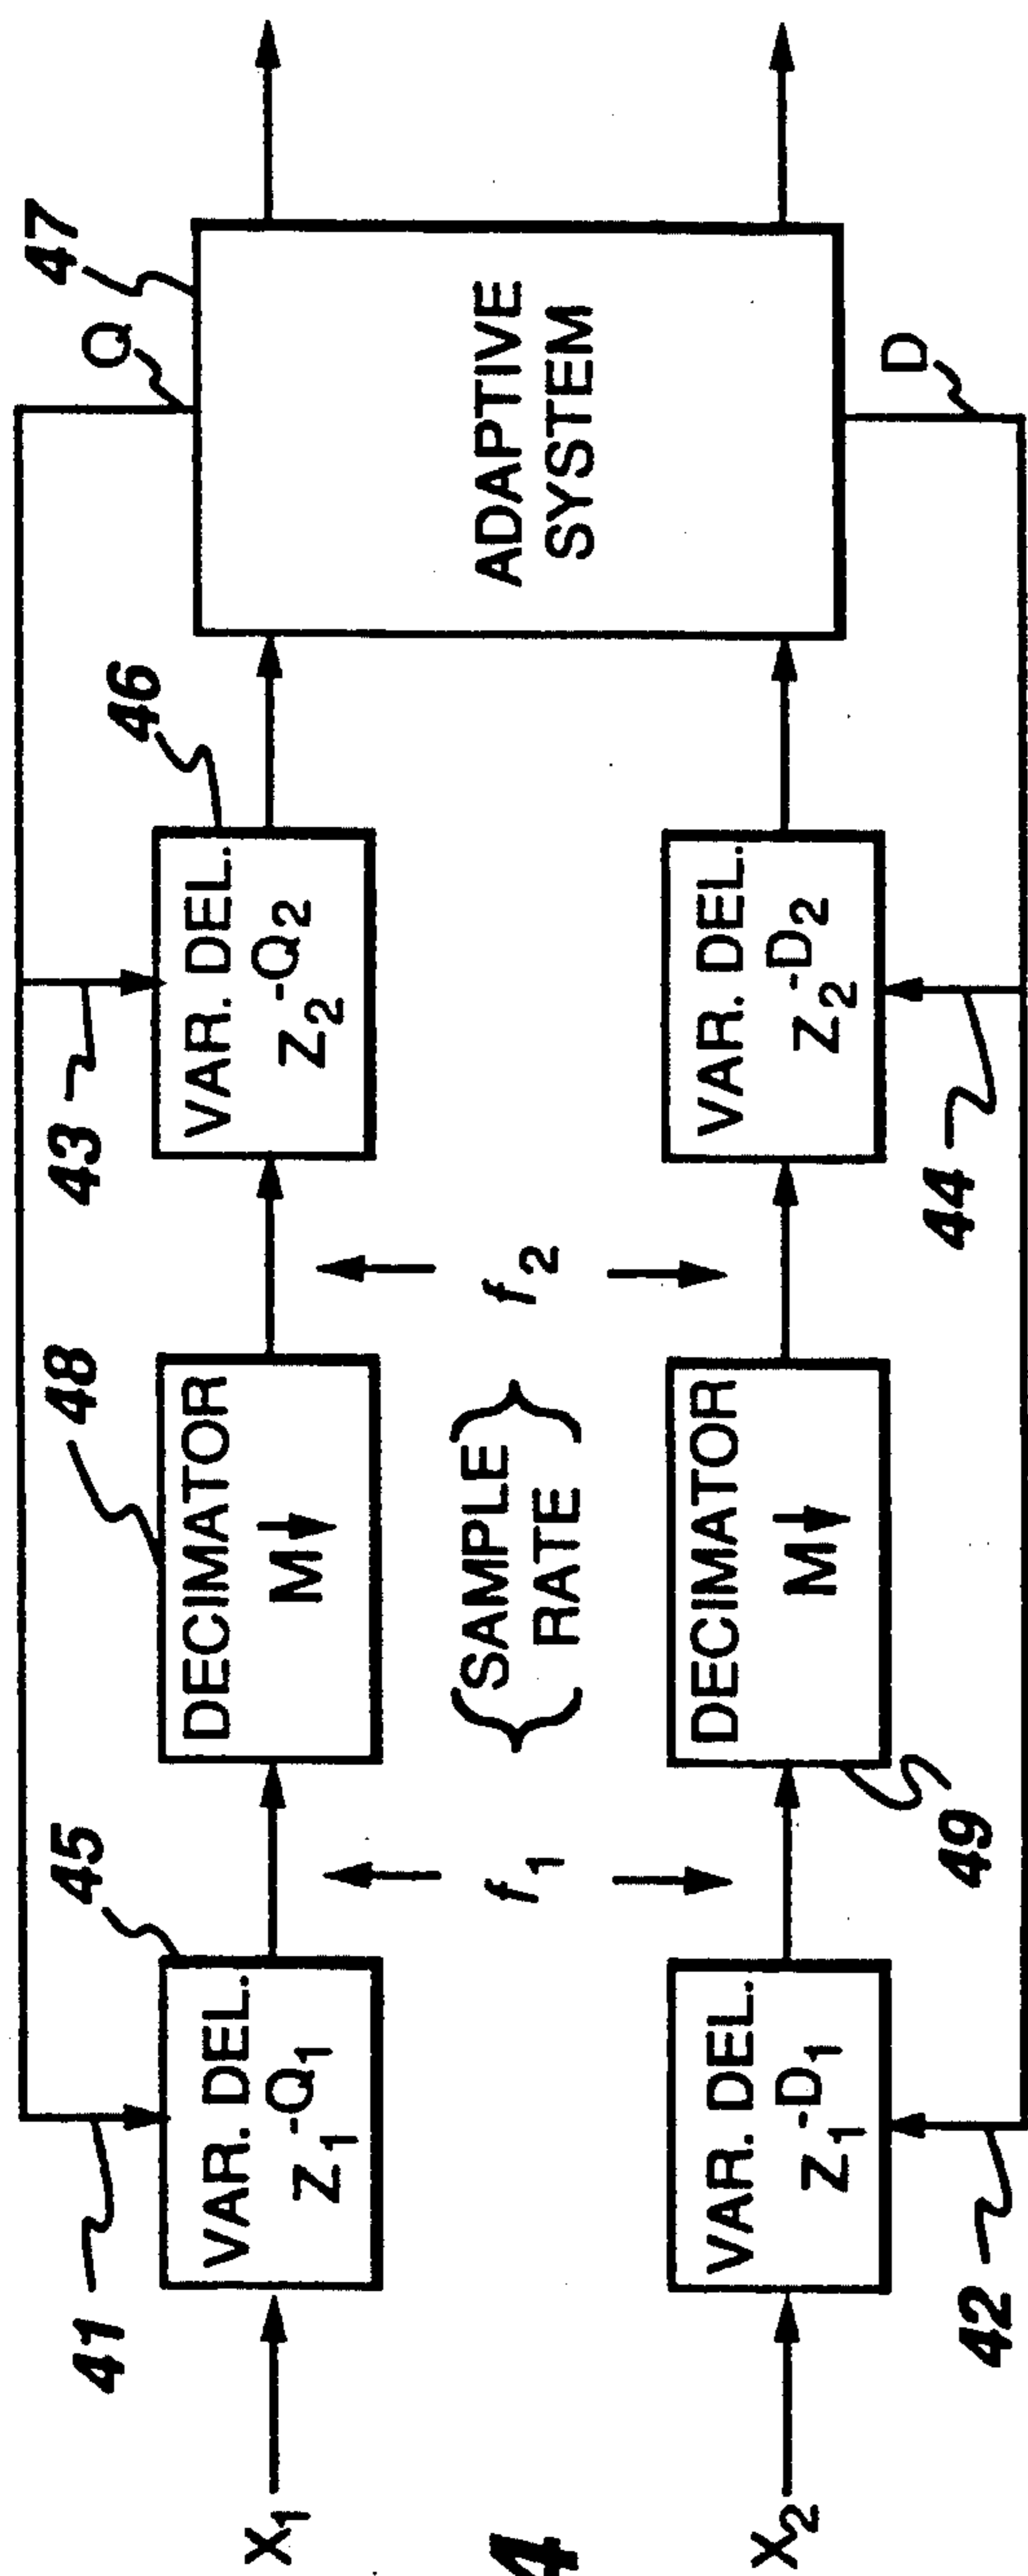 47
Q
41
45
48
43
46
X₁
VAR. DEL.
Z₁^-Q₁
DECIMATOR
M↓
VAR. DEL.
Z₂^-Q₂
ADAPTIVE
SYSTEM
4
f₁
{SAMPLE}
{RATE}
f₂
X₂
VAR. DEL.
Z₁^-D₁
DECIMATOR
M↓
VAR. DEL.
Z₂^-D₂
D
42
49
44